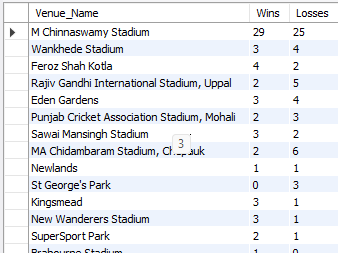 Venue_Name Wins Losses
M Chinnaswamy Stadium 29 25
Wankhede Stadium 3 4
Feroz Shah Kotla 4 2
Rajiv Gandhi International Stadium, Uppal 2 5
Eden Gardens 3 4
Punjab Cricket Association Stadium, Mohali 2 3
Sawai Mansingh Stadium 3 2
3
MA Chidambaram Stadium, 2 6
Newlands 1 1
St George's Park 0 3
Kingsmead 3 1
New Wanderers Stadium 3 1
SuperSport Park 2 1
Stadium 1